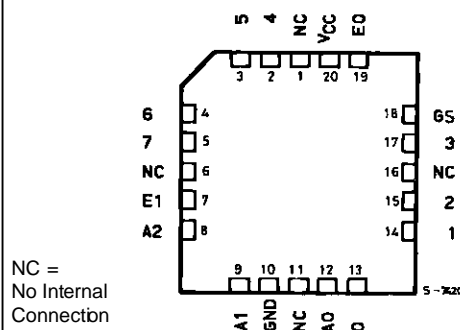 5 4 NC VCC EO
3 2 1 20 19
6 4 18 GS
7 5 17 3
NC 6 16 NC
E1 7 15 2
A2 8 14 1
9 10 11 12 13
A1 GND NC A0 0
NC =
No Internal
Connection